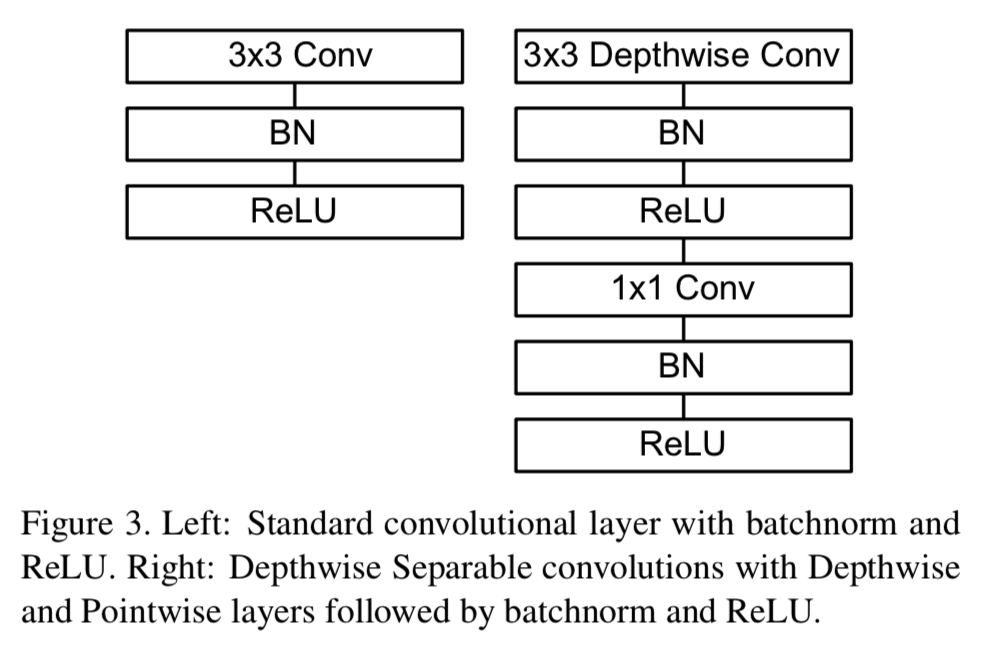 3x3 Conv
BN
ReLU
3x3 Depthwise Conv
BN
ReLU
1x1 Conv
BN
ReLU
Figure 3. Left: Standard convolutional layer with batchnorm and
ReLU. Right: Depthwise Separable convolutions with Depthwise
and Pointwise layers followed by batchnorm and ReLU.